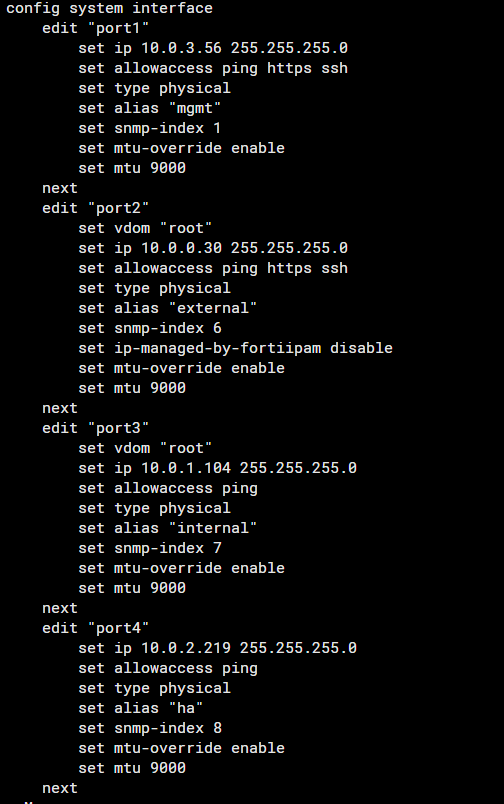 config system interface
    edit "port1"
        set ip 10.0.3.56 255.255.255.0
        set allowaccess ping https ssh
        set type physical
        set alias "mgmt"
        set snmp-index 1
        set mtu-override enable
        set mtu 9000
    next
    edit "port2"
        set vdom "root"
        set ip 10.0.0.30 255.255.255.0
        set allowaccess ping https ssh
        set type physical
        set alias "external"
        set snmp-index 6
        set ip-managed-by-fortiipam disable
        set mtu-override enable
        set mtu 9000
    next
    edit "port3"
        set vdom "root"
        set ip 10.0.1.104 255.255.255.0
        set allowaccess ping
        set type physical
        set alias "internal"
        set snmp-index 7
        set mtu-override enable
        set mtu 9000
    next
    edit "port4"
        set ip 10.0.2.219 255.255.255.0
        set allowaccess ping
        set type physical
        set alias "ha"
        set snmp-index 8
        set mtu-override enable
        set mtu 9000
    next